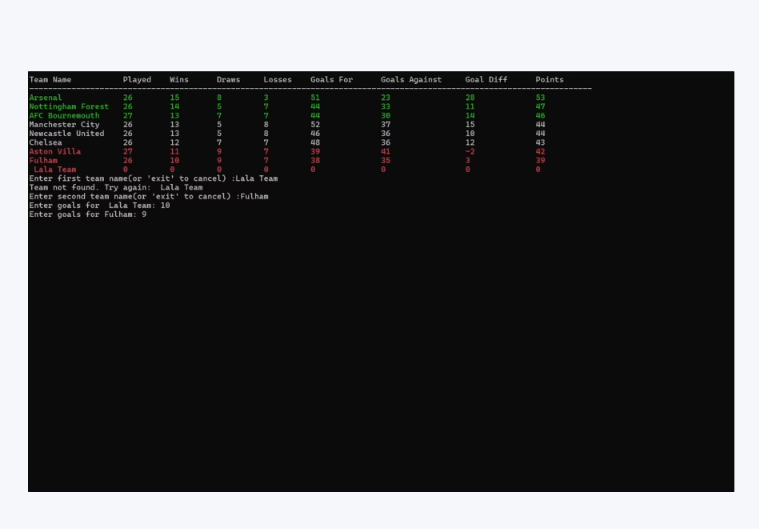 Team Name Played Wins Draws Losses Goals For Goals Against Goal Diff Points
Arsenal 26 15 8 3 51 23 28 53
Nottingham Forest 26 14 5 7 44 33 11 47
AFC Bournemouth 27 13 7 7 44 30 14 46
Manchester City 26 13 5 8 52 37 15 44
Newcastle United 26 13 5 8 46 36 10 44
Chelsea 26 12 7 7 48 36 12 43
Aston Villa 27 11 9 7 39 41 -2 42
Fulham 26 10 9 7 38 35 3 39
Lala Team 0 0 0 0 0 0 0 0
Enter first team name(or 'exit' to cancel) :Lala Team
Team not found. Try again: Lala Team
Enter second team name(or 'exit' to cancel) :Fulham
Enter goals for Lala Team: 10
Enter goals for Fulham: 9